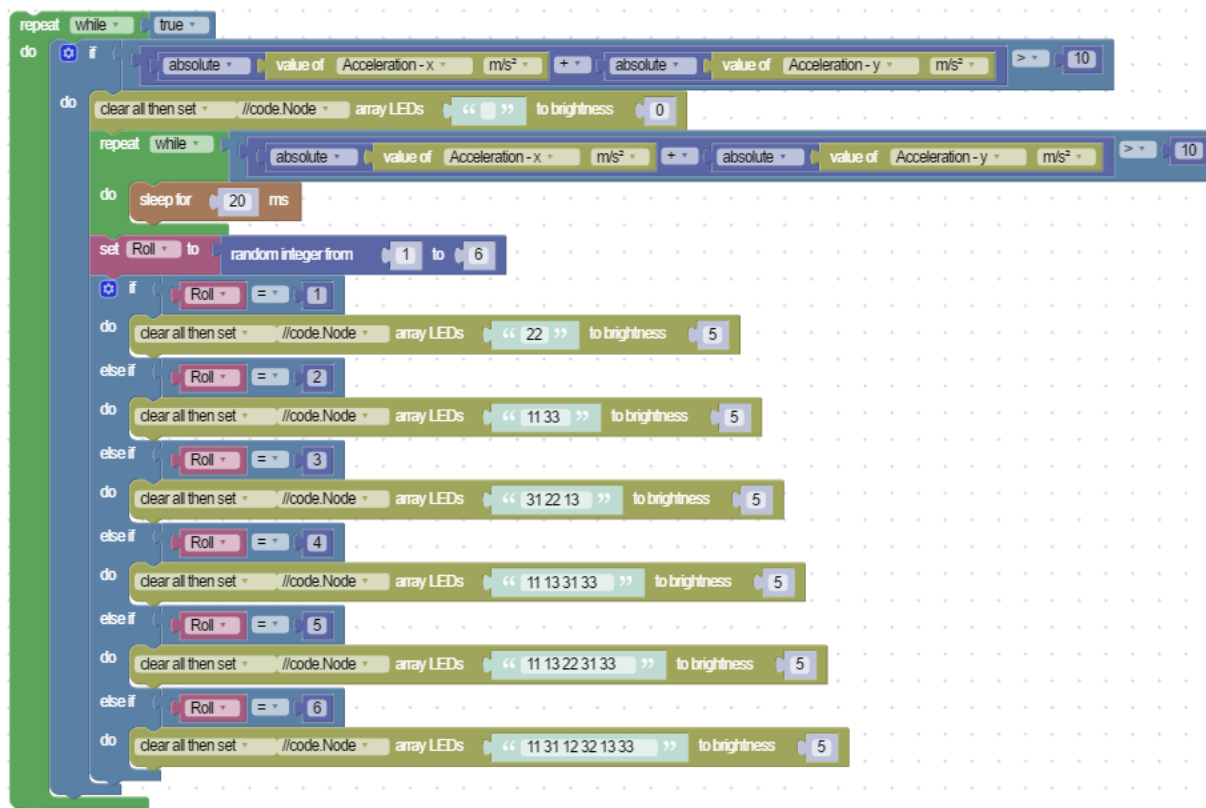 repeat while true
do if absolute value of Acceleration - x m/s² + absolute value of Acceleration - y m/s² > 10
do clear all then set //code.Node array LEDs “ ” to brightness 0
repeat while absolute value of Acceleration - x m/s² + absolute value of Acceleration - y m/s² > 10
do sleep for 20 ms
set Roll to random integer from 1 to 6
if Roll = 1
do clear all then set //code.Node array LEDs “ 22 ” to brightness 5
else if Roll = 2
do clear all then set //code.Node array LEDs “ 11 33 ” to brightness 5
else if Roll = 3
do clear all then set //code.Node array LEDs “ 31 22 13 ” to brightness 5
else if Roll = 4
do clear all then set //code.Node array LEDs “ 11 13 31 33 ” to brightness 5
else if Roll = 5
do clear all then set //code.Node array LEDs “ 11 13 22 31 33 ” to brightness 5
else if Roll = 6
do clear all then set //code.Node array LEDs “ 11 31 12 32 13 33 ” to brightness 5